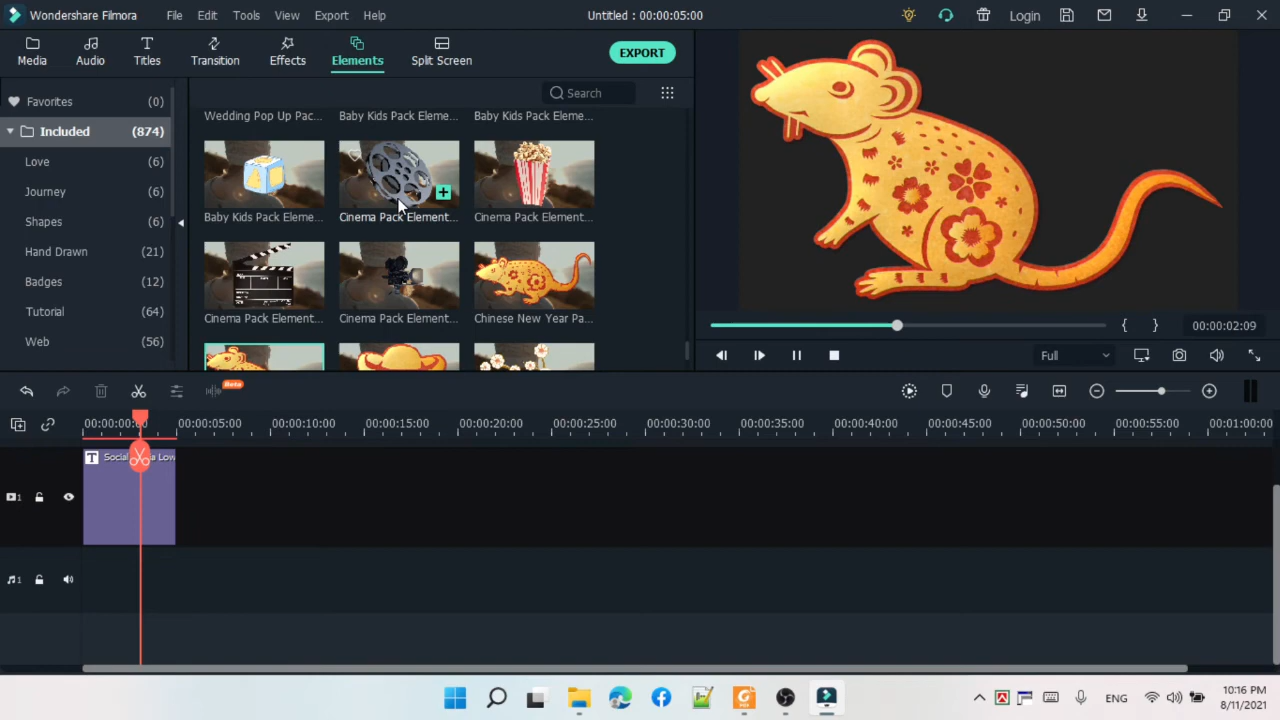 Wondershare Filmora
File Edit Tools View Export Help
Untitled : 00:00:05:00
Login
Media
Audio
Titles
Transition
Effects
Elements
Split Screen
EXPORT
Favorites (0)
Included (874)
Love (6)
Journey (6)
Shapes (6)
Hand Drawn (21)
Badges (12)
Tutorial (64)
Web (56)
Search
Wedding Pop Up Pac...
Baby Kids Pack Eleme...
Baby Kids Pack Eleme...
Baby Kids Pack Eleme...
Cinema Pack Element...
Cinema Pack Element...
Cinema Pack Element...
Cinema Pack Element...
Chinese New Year Pa...
{ } 00:00:02:09
Full
Beta
00:00:00:00 00:00:05:00 00:00:10:00 00:00:15:00 00:00:20:00 00:00:25:00 00:00:30:00 00:00:35:00 00:00:40:00 00:00:45:00 00:00:50:00 00:00:55:00 00:01:00:00
T Social
Low
1
1
ENG
10:16 PM
8/11/2021